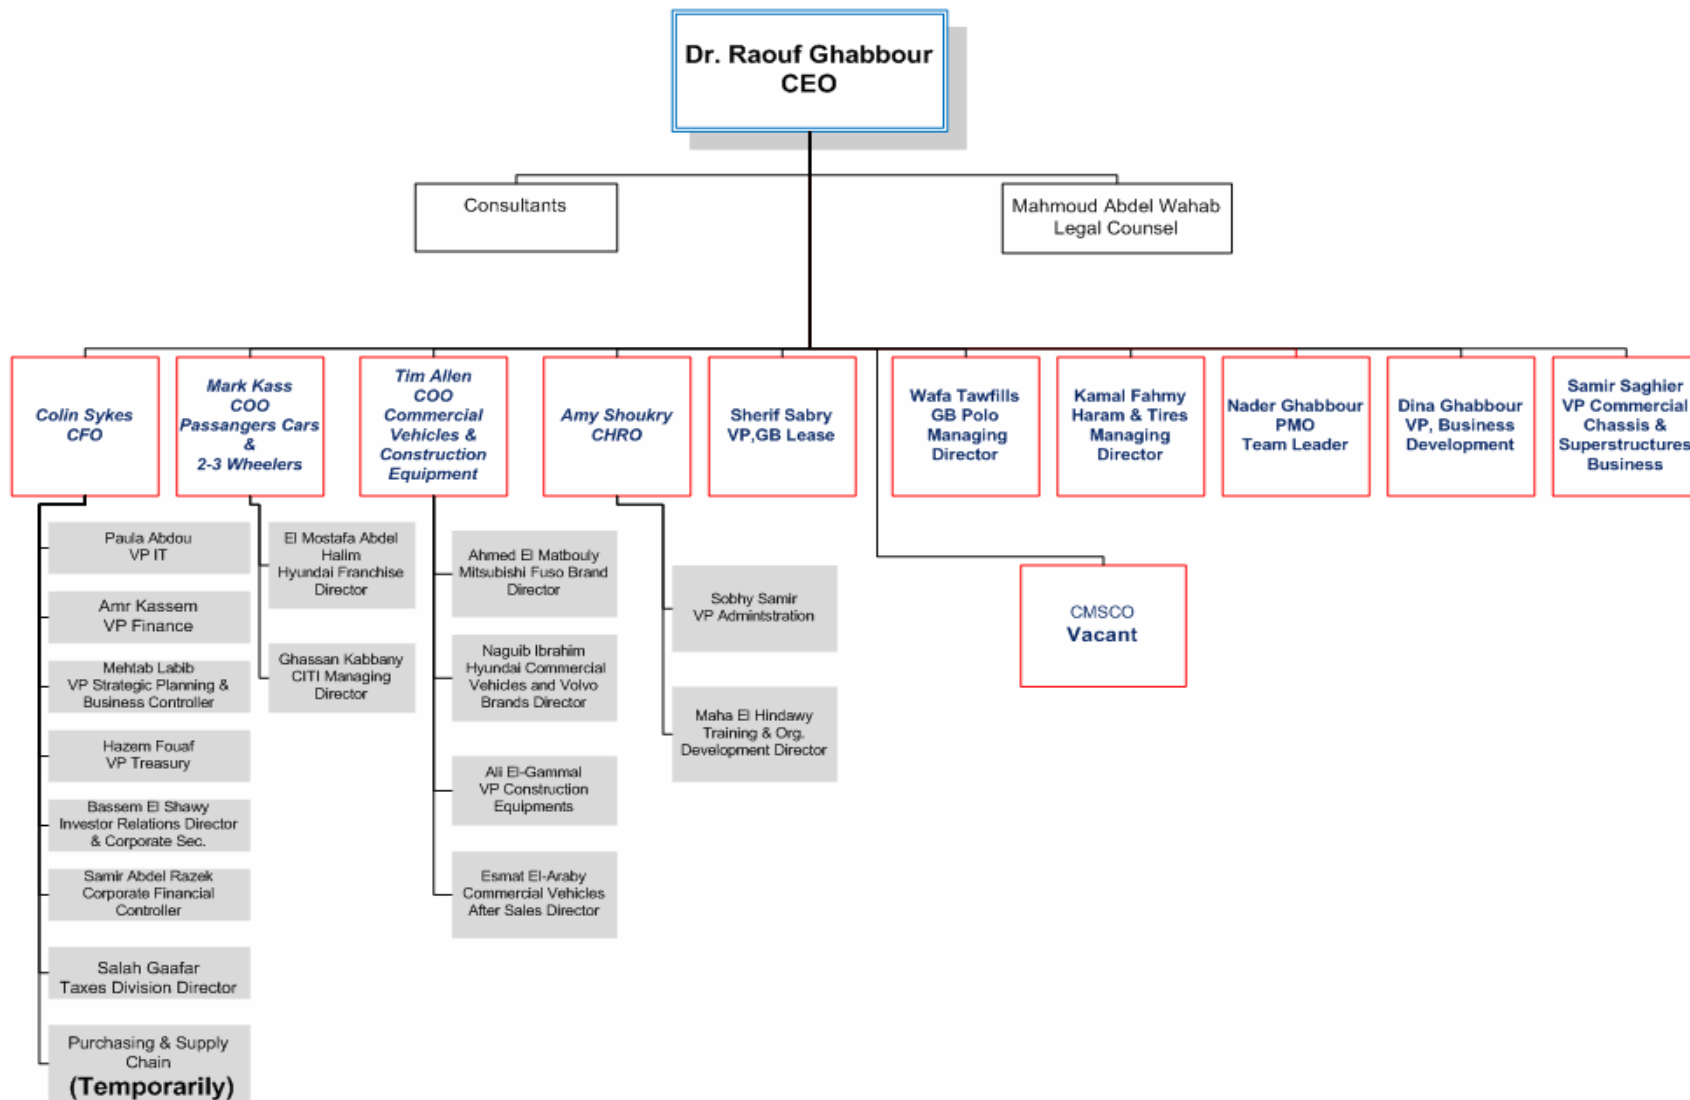 Dr. Raouf Ghabbour
CEO
Consultants
Mahmoud Abdel Wahab
Legal Counsel
Colin Sykes
CFO
Mark Kass
COO
Passangers Cars
&
2-3 Wheelers
Tim Allen
COO
Commercial
Vehicles &
Construction
Equipment
Amy Shoukry
CHRO
Sherif Sabry
VP,GB Lease
Wafa Tawfills
GB Polo
Managing
Director
Kamal Fahmy
Haram & Tires
Managing
Director
Nader Ghabbour
PMO
Team Leader
Dina Ghabbour
VP, Business
Development
Samir Saghier
VP Commercial
Chassis &
Superstructures
Business
Paula Abdou
VP IT
Amr Kassem
VP Finance
Mehtab Labib
VP Strategic Planning &
Business Controller
Hazem Fouaf
VP Treasury
Bassem El Shawy
Investor Relations Director
& Corporate Sec.
Samir Abdel Razek
Corporate Financial
Controller
Salah Gaafar
Taxes Division Director
Purchasing & Supply
Chain
(Temporarily)
El Mostafa Abdel
Halim
Hyundai Franchise
Director
Ghassan Kabbany
CITI Managing
Director
Ahmed El Matbouly
Mitsubishi Fuso Brand
Director
Naguib Ibrahim
Hyundai Commercial
Vehicles and Volvo
Brands Director
Ali El-Gammal
VP Construction
Equipments
Esmat El-Araby
Commercial Vehicles
After Sales Director
Sobhy Samir
VP Admintstration
Maha El Hindawy
Training & Org.
Development Director
CMSCO
Vacant